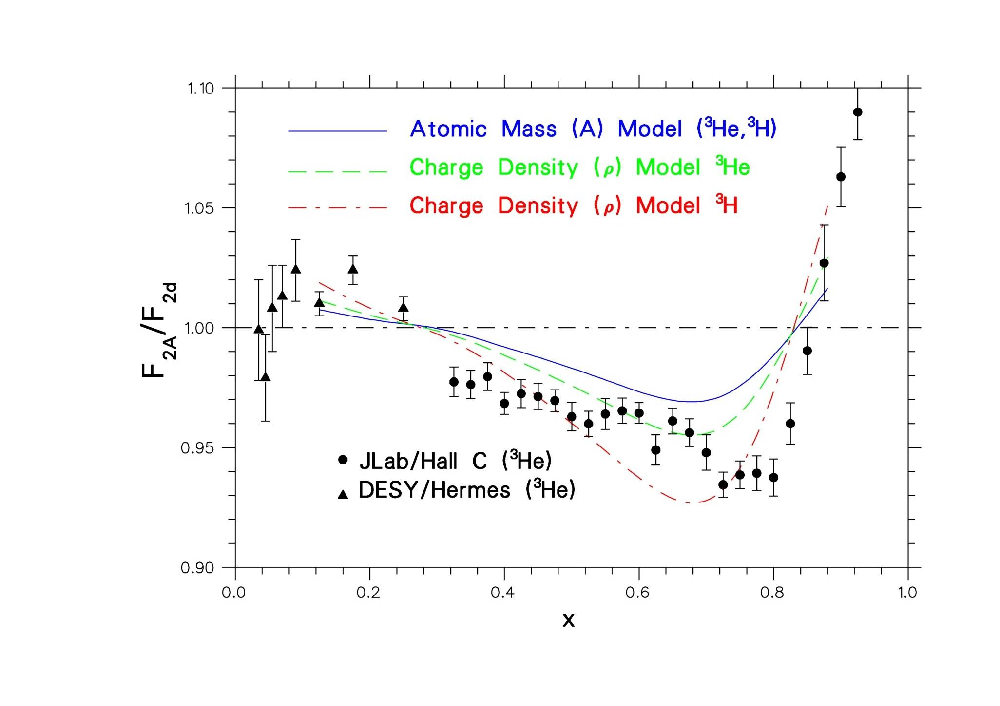 1.10
1.05
1.00
0.95
0.90
F2A/F2d
Atomic Mass (A) Model (³He,³H)
Charge Density (ρ) Model ³He
Charge Density (ρ) Model ³H
JLab/Hall C (³He)
DESY/Hermes (³He)
0.0 0.2 0.4 0.6 0.8 1.0
x